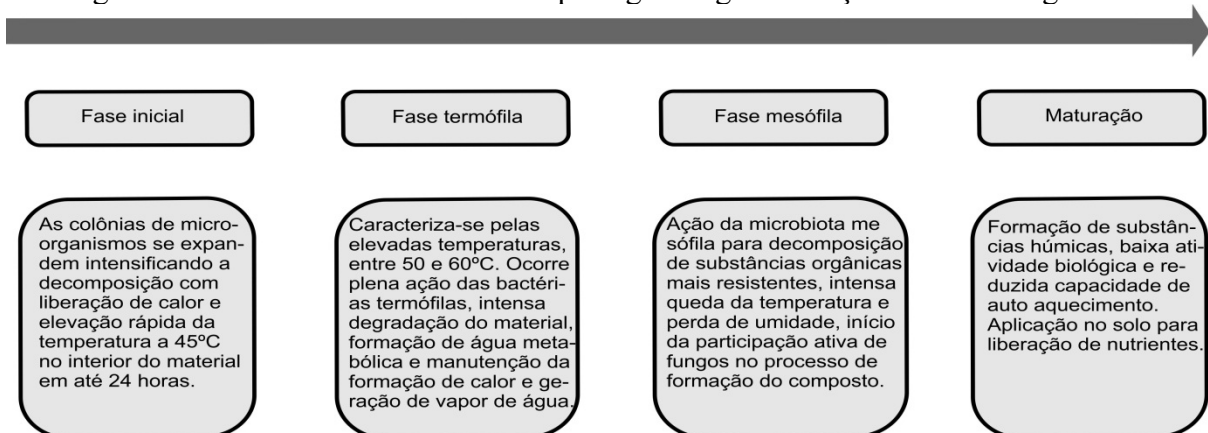 Fase inicial
Fase termófila
Fase mesófila
Maturação
As colônias de micro-
organismos se expan-
dem intensificando a
decomposição com
liberação de calor e
elevação rápida da
temperatura a 45ºC
no interior do material
em até 24 horas.
Caracteriza-se pelas
elevadas temperaturas,
entre 50 e 60ºC. Ocorre
plena ação das bactéri-
as termófilas, intensa
degradação do material,
formação de água meta-
bólica e manutenção da
formação de calor e ge-
ração de vapor de água.
Ação da microbiota me
sófila para decomposição
de substâncias orgânicas
mais resistentes, intensa
queda da temperatura e
perda de umidade, início
da participação ativa de
fungos no processo de
formação do composto.
Formação de substân-
cias húmicas, baixa ati-
vidade biológica e re-
duzida capacidade de
auto aquecimento.
Aplicação no solo para
liberação de nutrientes.